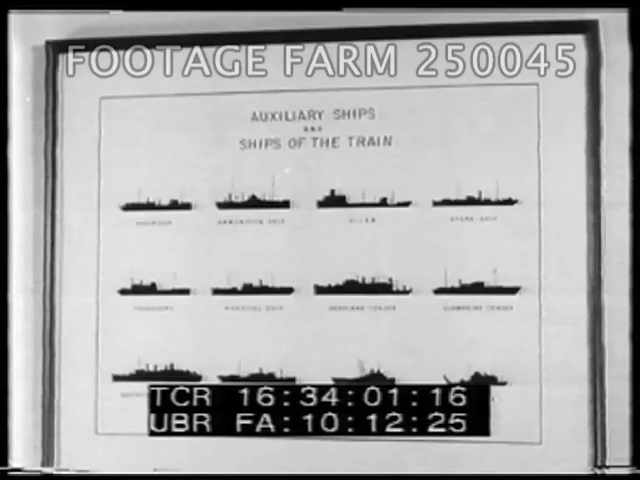 FOOTAGE FARM 250045
AUXILIARY SHIPS
AND
SHIPS OF THE TRAIN
AMMUNITION SHIP
OILER
STORE SHIP
TRANSPORT
HOSPITAL SHIP
SEAPLANE TENDER
SUBMARINE TENDER
TCR 16:34:01:16
UBR FA:10:12:25